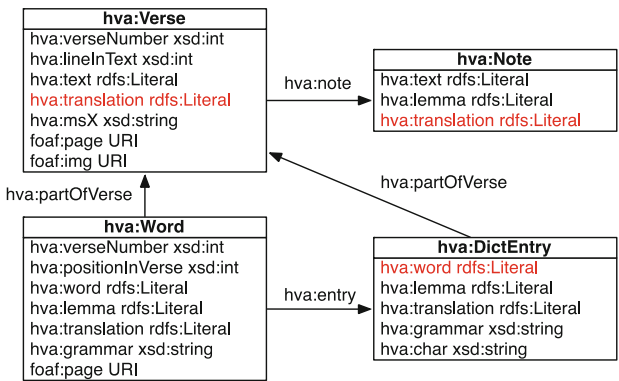 hva:Verse
hva:verseNumber xsd:int
hva:lineInText xsd:int
hva:text rdfs:Literal
hva:translation rdfs:Literal
hva:msX xsd:string
foaf:page URI
foaf:img URI
hva:note
hva:Note
hva:text rdfs:Literal
hva:lemma rdfs:Literal
hva:translation rdfs:Literal
hva:partOfVerse
hva:partOfVerse
hva:Word
hva:verseNumber xsd:int
hva:positionInVerse xsd:int
hva:word rdfs:Literal
hva:lemma rdfs:Literal
hva:translation rdfs:Literal
hva:grammar xsd:string
foaf:page URI
hva:entry
hva:DictEntry
hva:word rdfs:Literal
hva:lemma rdfs:Literal
hva:translation rdfs:Literal
hva:grammar xsd:string
hva:char xsd:string